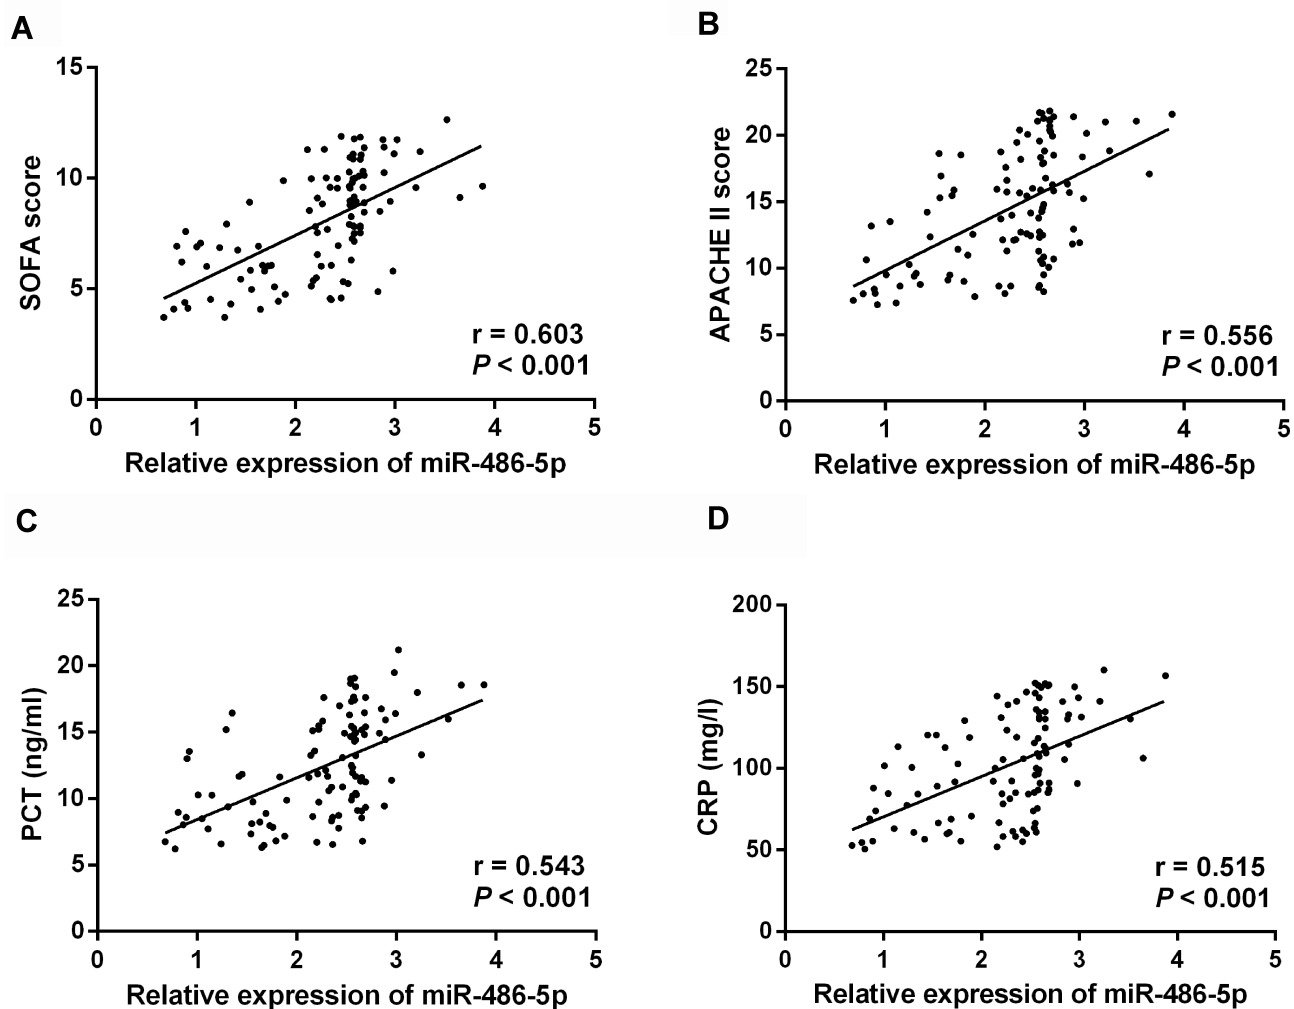 A
SOFA score
15
10
5
0
r = 0.603
P < 0.001
0 1 2 3 4 5
Relative expression of miR-486-5p
B
APACHE II score
25
20
15
10
5
0
r = 0.556
P < 0.001
0 1 2 3 4 5
Relative expression of miR-486-5p
C
PCT (ng/ml)
25
20
15
10
5
0
r = 0.543
P < 0.001
0 1 2 3 4 5
Relative expression of miR-486-5p
D
CRP (mg/l)
200
150
100
50
0
r = 0.515
P < 0.001
0 1 2 3 4 5
Relative expression of miR-486-5p